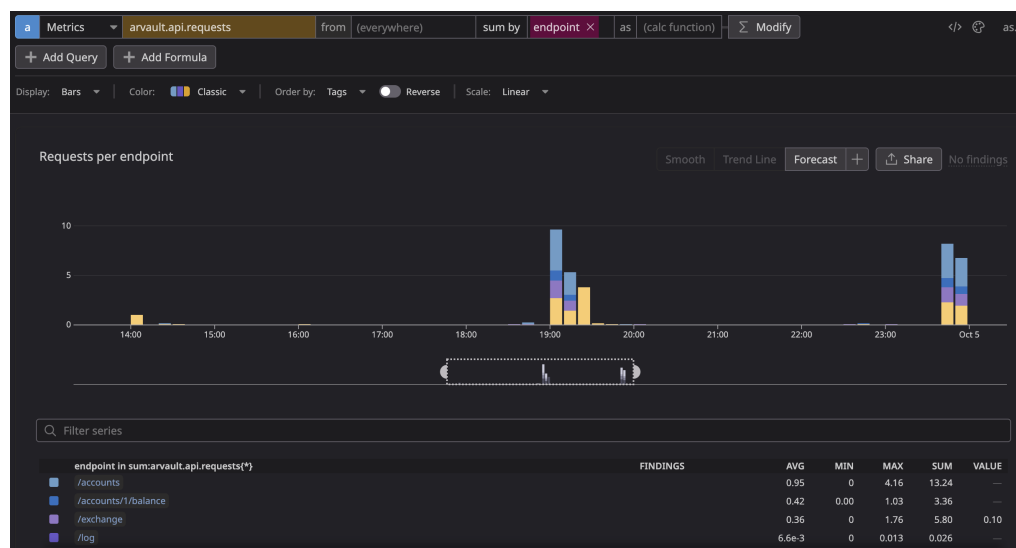 a Metrics arvault.api.requests from (everywhere) sum by endpoint × as (calc function) Σ Modify </> as.
+ Add Query + Add Formula
Display: Bars Color: Classic Order by: Tags Reverse Scale: Linear
Requests per endpoint Smooth Trend Line Forecast + Share No findings
10
5
0
14:00 15:00 16:00 17:00 18:00 19:00 20:00 21:00 22:00 23:00 Oct 5
Filter series
endpoint in sum:arvault.api.requests{*} FINDINGS AVG MIN MAX SUM VALUE
/accounts 0.95 0 4.16 13.24 —
/accounts/1/balance 0.42 0.00 1.03 3.36 —
/exchange 0.36 0 1.76 5.80 0.10
/log 6.6e-3 0 0.013 0.026 —